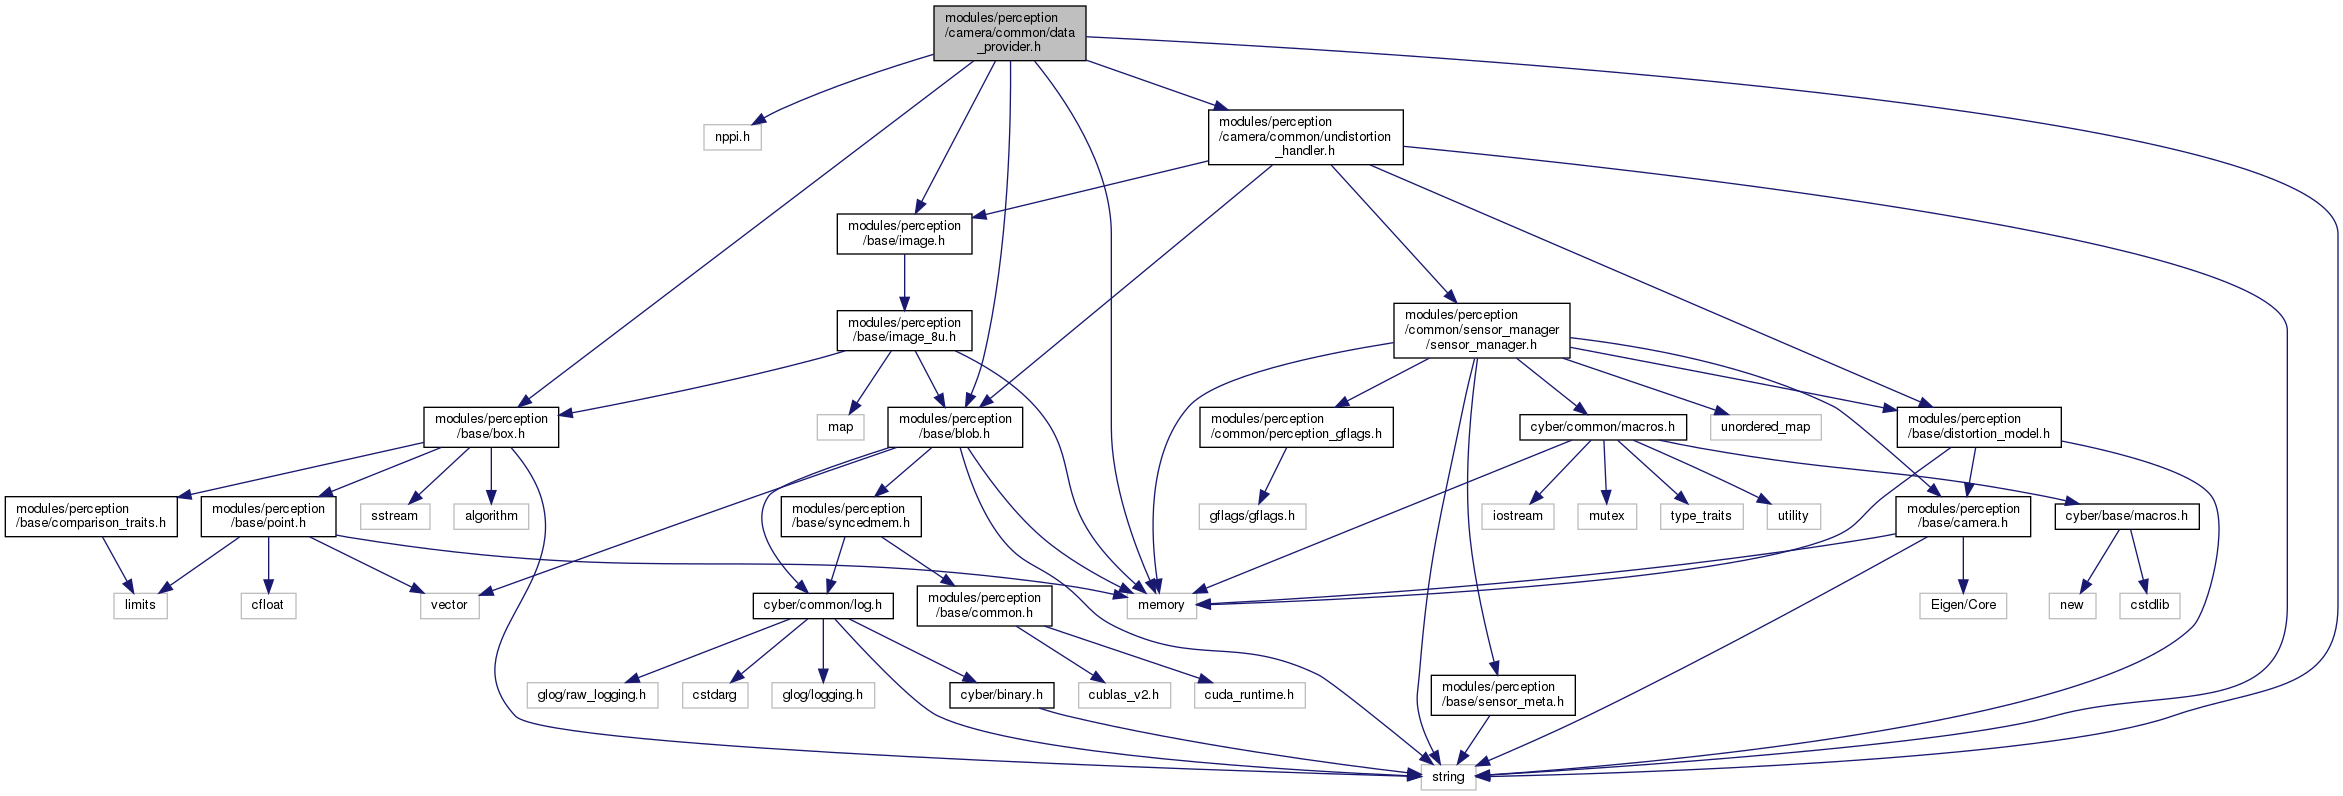 modules/perception
/camera/common/data
_provider.h
nppi.h
modules/perception
/camera/common/undistortion
_handler.h
modules/perception
/base/image.h
modules/perception
/base/image_8u.h
modules/perception
/common/sensor_manager
/sensor_manager.h
modules/perception
/base/box.h
map
modules/perception
/base/blob.h
modules/perception
/common/perception_gflags.h
cyber/common/macros.h
unordered_map
modules/perception
/base/distortion_model.h
modules/perception
/base/comparison_traits.h
modules/perception
/base/point.h
sstream
algorithm
modules/perception
/base/syncedmem.h
gflags/gflags.h
iostream
mutex
type_traits
utility
modules/perception
/base/camera.h
cyber/base/macros.h
limits
cfloat
vector
cyber/common/log.h
modules/perception
/base/common.h
memory
Eigen/Core
new
cstdlib
glog/raw_logging.h
cstdarg
glog/logging.h
cyber/binary.h
cublas_v2.h
cuda_runtime.h
modules/perception
/base/sensor_meta.h
string